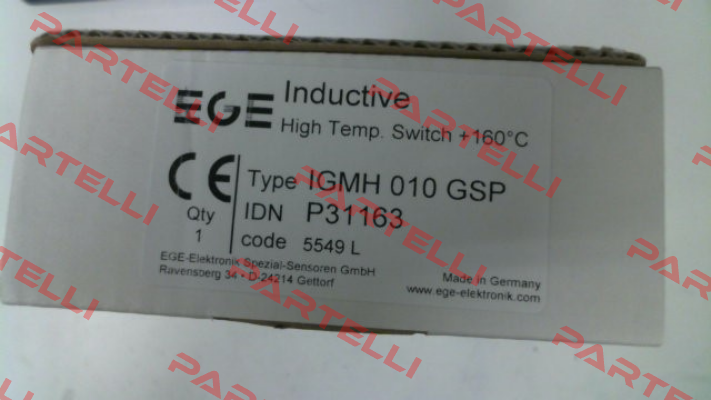 EGE Inductive
High Temp. Switch +160°C
CE Type IGMH 010 GSP
Qty IDN P31163
1 code 5549 L
EGE-Elektronik Spezial-Sensoren GmbH
Ravensberg 34 • D-24214 Gettorf
Made in Germany
www.ege-elektronik.com
PARTELLI
PARTELLI
PARTELLI
PARTELLI
PARTELLI
PARTELLI
PARTELLI